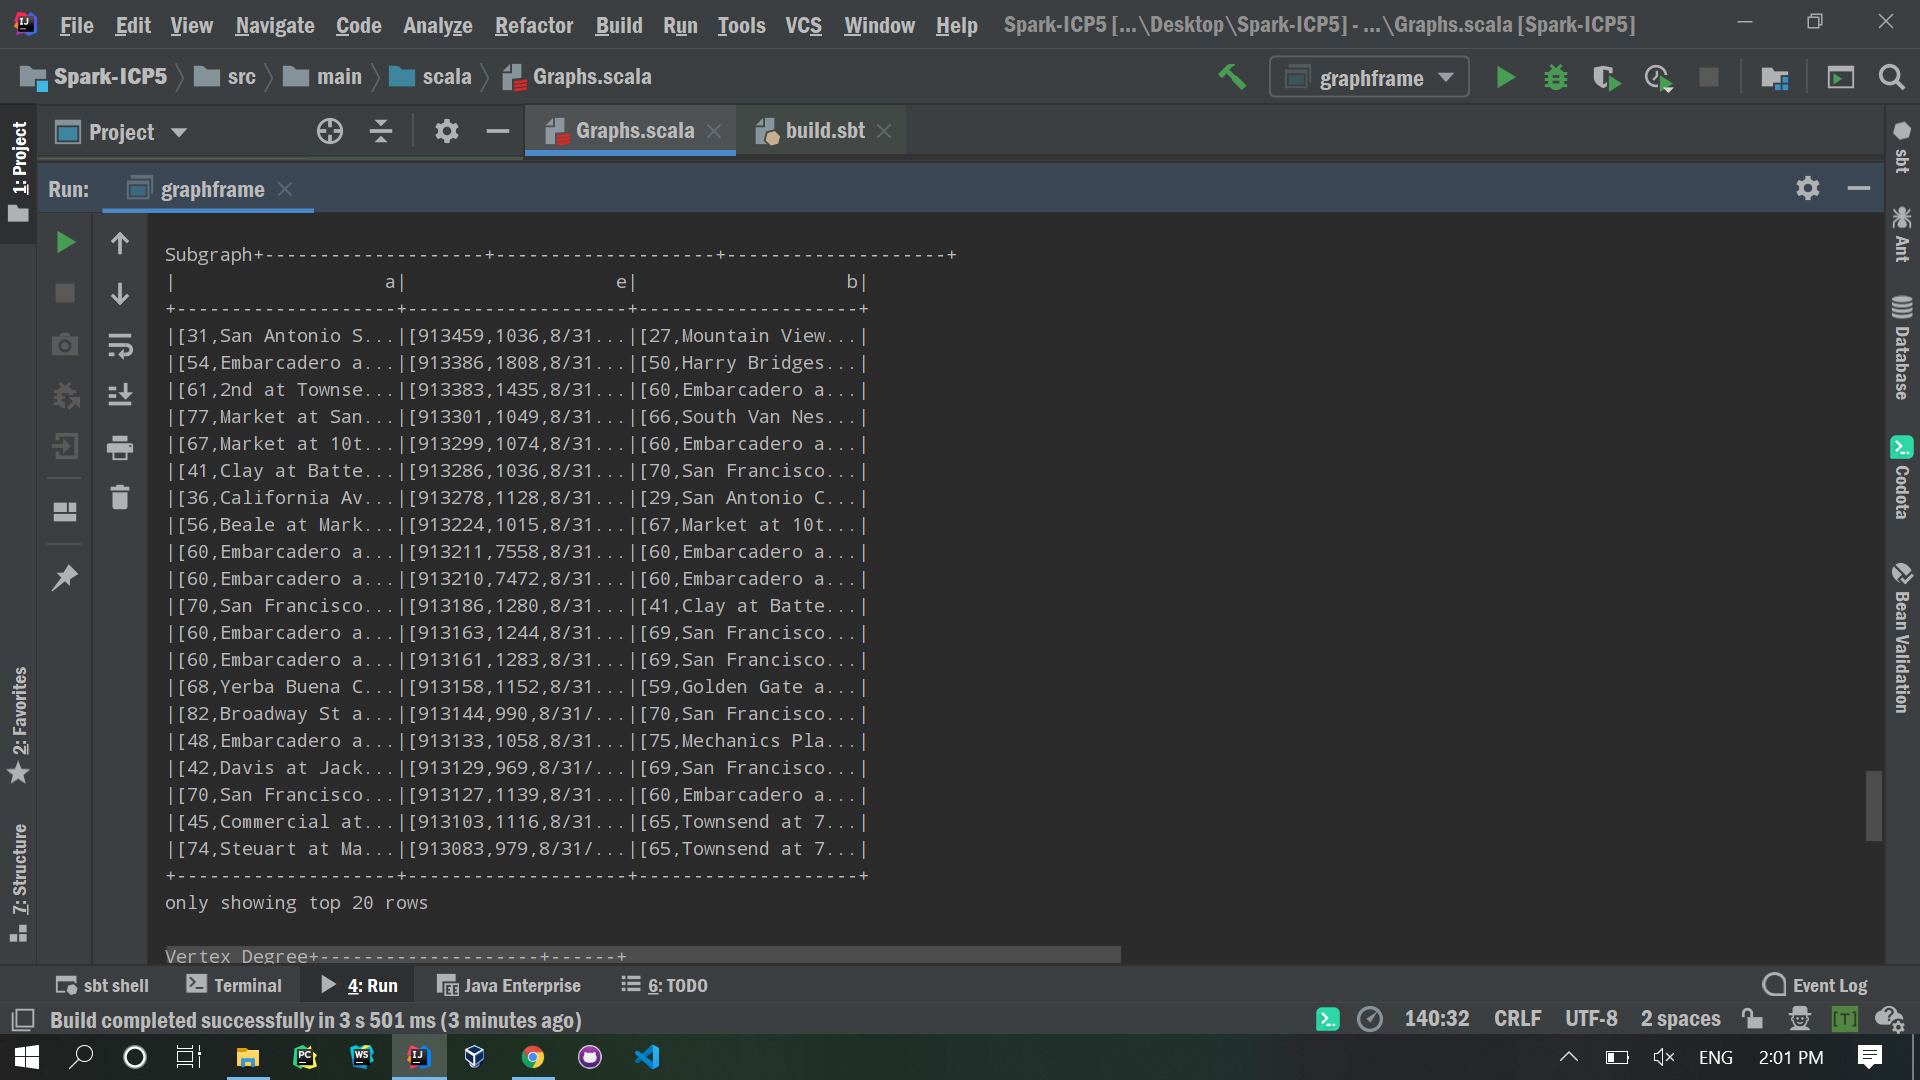 File Edit View Navigate Code Analyze Refactor Build Run Tools VCS Window Help Spark-ICP5 [...\Desktop\Spark-ICP5] - ...\Graphs.scala [Spark-ICP5]
Spark-ICP5 src main scala Graphs.scala graphframe
Project Graphs.scala build.sbt
Run: graphframe
1: Project
2: Favorites
7: Structure
Subgraph+--------------------+--------------------+--------------------+
|                   a|                   e|                   b|
+--------------------+--------------------+--------------------+
|[31,San Antonio S...|[913459,1036,8/31...|[27,Mountain View...|
|[54,Embarcadero a...|[913386,1808,8/31...|[50,Harry Bridges...|
|[61,2nd at Townse...|[913383,1435,8/31...|[60,Embarcadero a...|
|[77,Market at San...|[913301,1049,8/31...|[66,South Van Nes...|
|[67,Market at 10t...|[913299,1074,8/31...|[60,Embarcadero a...|
|[41,Clay at Batte...|[913286,1036,8/31...|[70,San Francisco...|
|[36,California Av...|[913278,1128,8/31...|[29,San Antonio C...|
|[56,Beale at Mark...|[913224,1015,8/31...|[67,Market at 10t...|
|[60,Embarcadero a...|[913211,7558,8/31...|[60,Embarcadero a...|
|[60,Embarcadero a...|[913210,7472,8/31...|[60,Embarcadero a...|
|[70,San Francisco...|[913186,1280,8/31...|[41,Clay at Batte...|
|[60,Embarcadero a...|[913163,1244,8/31...|[69,San Francisco...|
|[60,Embarcadero a...|[913161,1283,8/31...|[69,San Francisco...|
|[68,Yerba Buena C...|[913158,1152,8/31...|[59,Golden Gate a...|
|[82,Broadway St a...|[913144,990,8/31/...|[70,San Francisco...|
|[48,Embarcadero a...|[913133,1058,8/31...|[75,Mechanics Pla...|
|[42,Davis at Jack...|[913129,969,8/31/...|[69,San Francisco...|
|[70,San Francisco...|[913127,1139,8/31...|[60,Embarcadero a...|
|[45,Commercial at...|[913103,1116,8/31...|[65,Townsend at 7...|
|[74,Steuart at Ma...|[913083,979,8/31/...|[65,Townsend at 7...|
+--------------------+--------------------+--------------------+
only showing top 20 rows
Vertex Degree+--------------------+------+
sbt
Ant
Database
Codota
Bean Validation
sbt shell Terminal 4: Run Java Enterprise 6: TODO Event Log
Build completed successfully in 3 s 501 ms (3 minutes ago) 140:32 CRLF UTF-8 2 spaces [T]
PC WS IJ ENG 2:01 PM